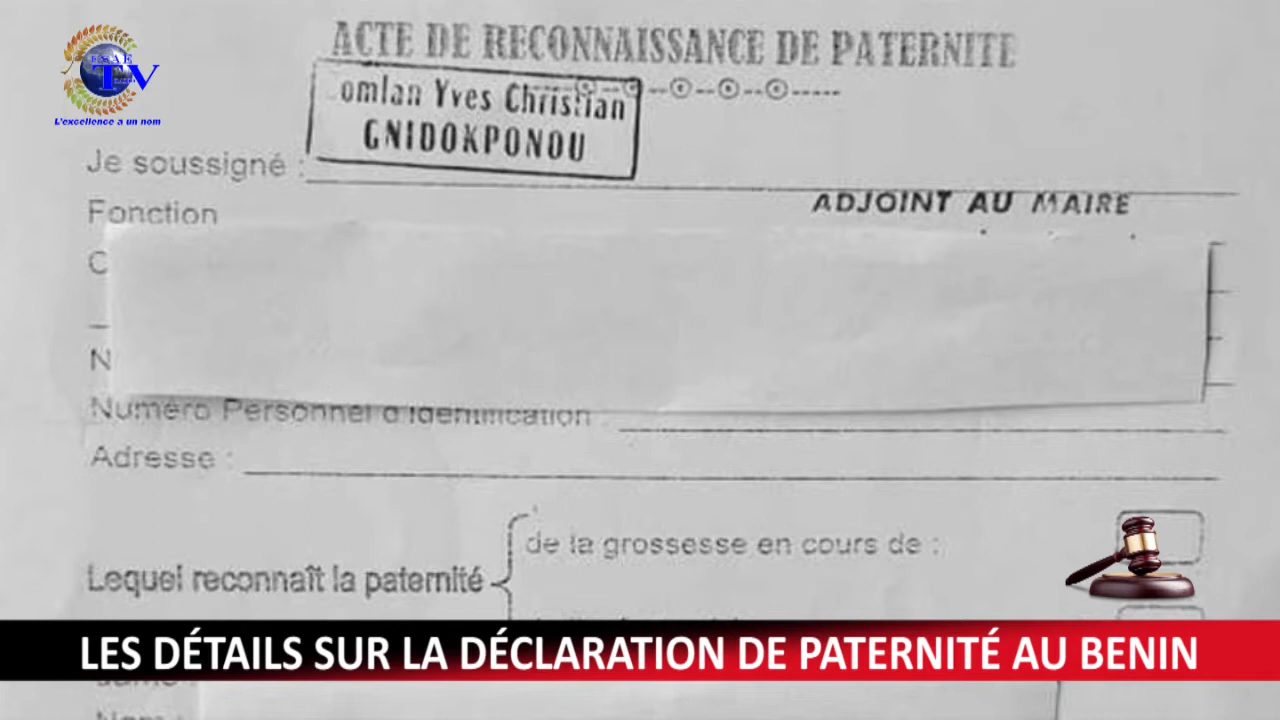 ACTE DE RECONNAISSANCE DE PATERNITE
TV
L'excellence a un nom
omlan Yves Christian
GNIDOKPONOU
Je soussigné :
ADJOINT AU MAIRE
Fonction
C
N
Numéro Personnel d'Identification :
Adresse :
de la grossesse en cours de :
Lequel reconnaît la paternité
LES DÉTAILS SUR LA DÉCLARATION DE PATERNITÉ AU BENIN
Nom :